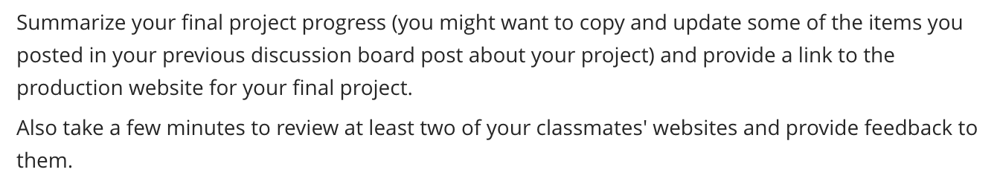 Summarize your final project progress (you might want to copy and update some of the items you
posted in your previous discussion board post about your project) and provide a link to the
production website for your final project.
Also take a few minutes to review at least two of your classmates' websites and provide feedback to
them.